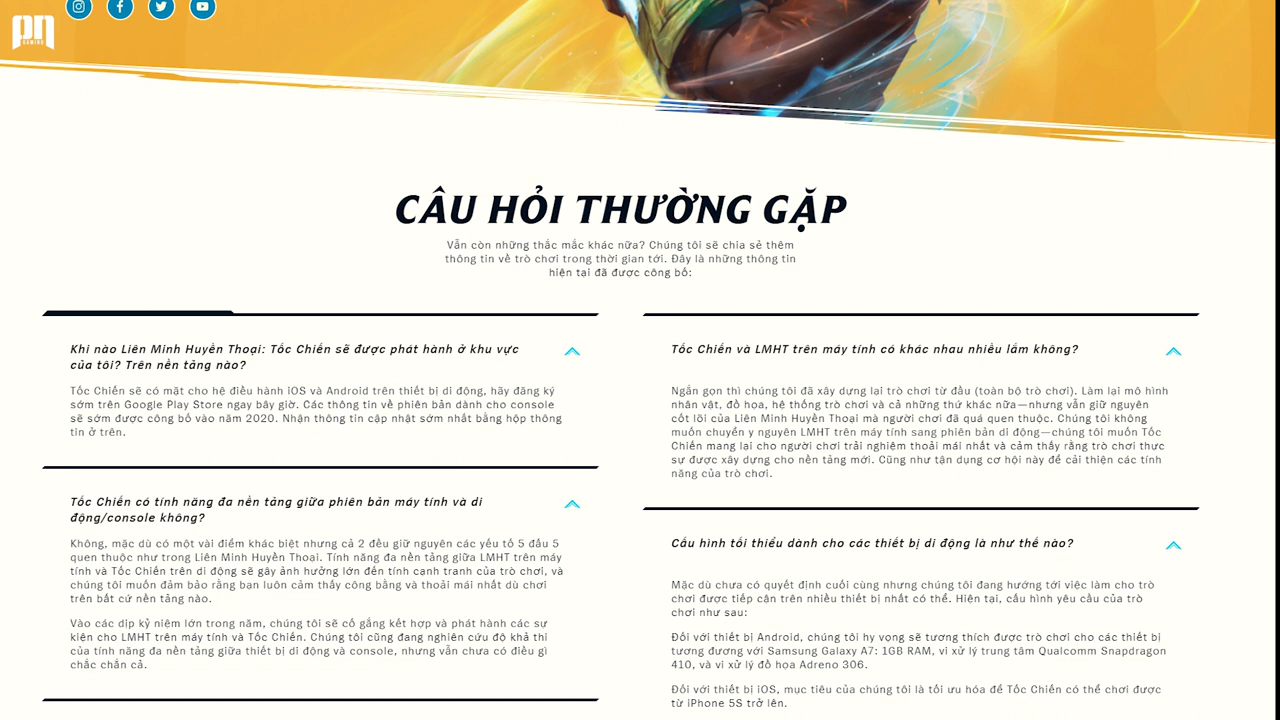 PN
GAMING
CÂU HỎI THƯỜNG GẶP
Vẫn còn những thắc mắc khác nữa? Chúng tôi sẽ chia sẻ thêm
thông tin về trò chơi trong thời gian tới. Đây là những thông tin
hiện tại đã được công bố:
Khi nào Liên Minh Huyền Thoại: Tốc Chiến sẽ được phát hành ở khu vực
của tôi? Trên nền tảng nào?
Tốc Chiến sẽ có mặt cho hệ điều hành iOS và Android trên thiết bị di động, hãy đăng ký
sớm trên Google Play Store ngay bây giờ. Các thông tin về phiên bản dành cho console
sẽ sớm được công bố vào năm 2020. Nhận thông tin cập nhật sớm nhất bằng hộp thông
tin ở trên.
Tốc Chiến có tính năng đa nền tảng giữa phiên bản máy tính và di
động/console không?
Không, mặc dù có một vài điểm khác biệt nhưng cả 2 đều giữ nguyên các yếu tố 5 đấu 5
quen thuộc như trong Liên Minh Huyền Thoại. Tính năng đa nền tảng giữa LMHT trên máy
tính và Tốc Chiến trên di động sẽ gây ảnh hưởng lớn đến tính cạnh tranh của trò chơi, và
chúng tôi muốn đảm bảo rằng bạn luôn cảm thấy công bằng và thoải mái nhất dù chơi
trên bất cứ nền tảng nào.
Vào các dịp kỷ niệm lớn trong năm, chúng tôi sẽ cố gắng kết hợp và phát hành các sự
kiện cho LMHT trên máy tính và Tốc Chiến. Chúng tôi cũng đang nghiên cứu độ khả thi
của tính năng đa nền tảng giữa thiết bị di động và console, nhưng vẫn chưa có điều gì
chắc chắn cả.
Tốc Chiến và LMHT trên máy tính có khác nhau nhiều lắm không?
Ngắn gọn thì chúng tôi đã xây dựng lại trò chơi từ đầu (toàn bộ trò chơi). Làm lại mô hình
nhân vật, đồ họa, hệ thống trò chơi và cả những thứ khác nữa—nhưng vẫn giữ nguyên
cốt lõi của Liên Minh Huyền Thoại mà người chơi đã quá quen thuộc. Chúng tôi không
muốn chuyển y nguyên LMHT trên máy tính sang phiên bản di động—chúng tôi muốn Tốc
Chiến mang lại cho người chơi trải nghiệm thoải mái nhất và cảm thấy rằng trò chơi thực
sự được xây dựng cho nền tảng mới. Cũng như tận dụng cơ hội này để cải thiện các tính
năng của trò chơi.
Cấu hình tối thiểu dành cho các thiết bị di động là như thế nào?
Mặc dù chưa có quyết định cuối cùng nhưng chúng tôi đang hướng tới việc làm cho trò
chơi được tiếp cận trên nhiều thiết bị nhất có thể. Hiện tại, cấu hình yêu cầu của trò
chơi như sau:
Đối với thiết bị Android, chúng tôi hy vọng sẽ tương thích được trò chơi cho các thiết bị
tương đương với Samsung Galaxy A7: 1GB RAM, vi xử lý trung tâm Qualcomm Snapdragon
410, và vi xử lý đồ họa Adreno 306.
Đối với thiết bị iOS, mục tiêu của chúng tôi là tối ưu hóa để Tốc Chiến có thể chơi được
từ iPhone 5S trở lên.